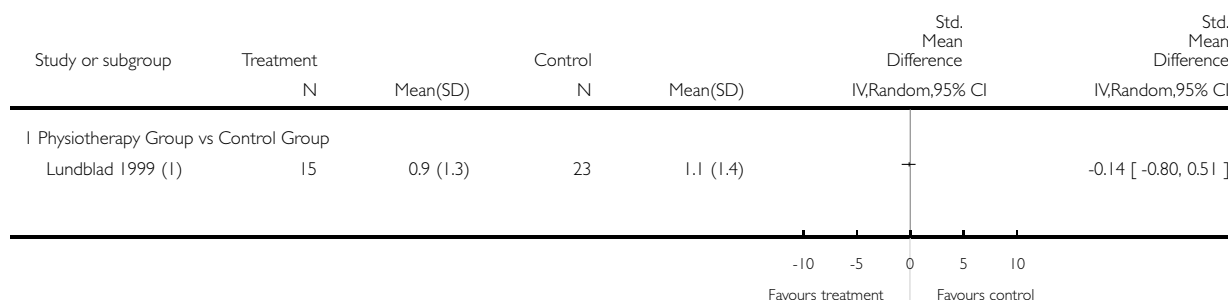 Study or subgroup Treatment Control Std. Mean Difference Std. Mean Difference
N Mean(SD) N Mean(SD) IV,Random,95% CI IV,Random,95% CI
1 Physiotherapy Group vs Control Group
Lundblad 1999 (1) 15 0.9 (1.3) 23 1.1 (1.4) -0.14 [ -0.80, 0.51 ]
-10 -5 0 5 10
Favours treatment Favours control